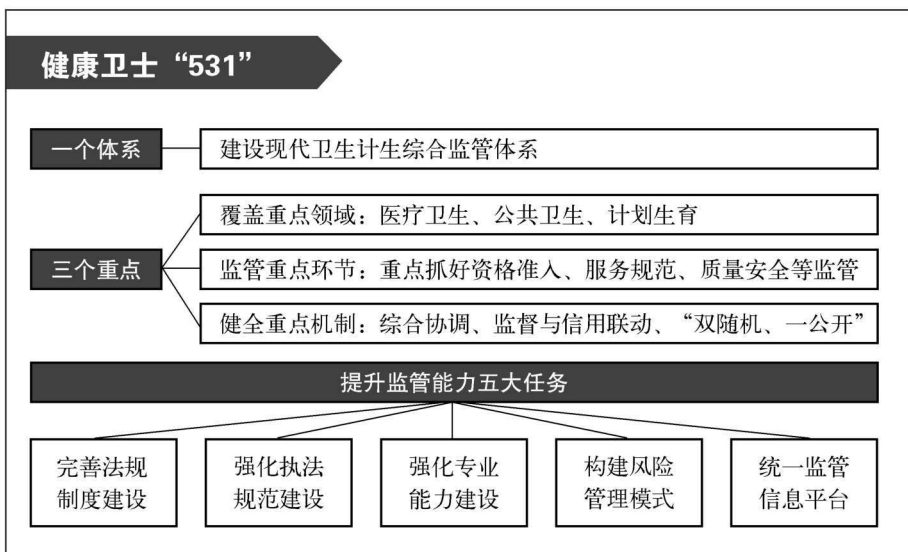 健康卫士“531”
一个体系
建设现代卫生计生综合监管体系
三个重点
覆盖重点领域：医疗卫生、公共卫生、计划生育
监管重点环节：重点抓好资格准入、服务规范、质量安全等监管
健全重点机制：综合协调、监督与信用联动、“双随机、一公开”
提升监管能力五大任务
完善法规
制度建设
强化执法
规范建设
强化专业
能力建设
构建风险
管理模式
统一监管
信息平台